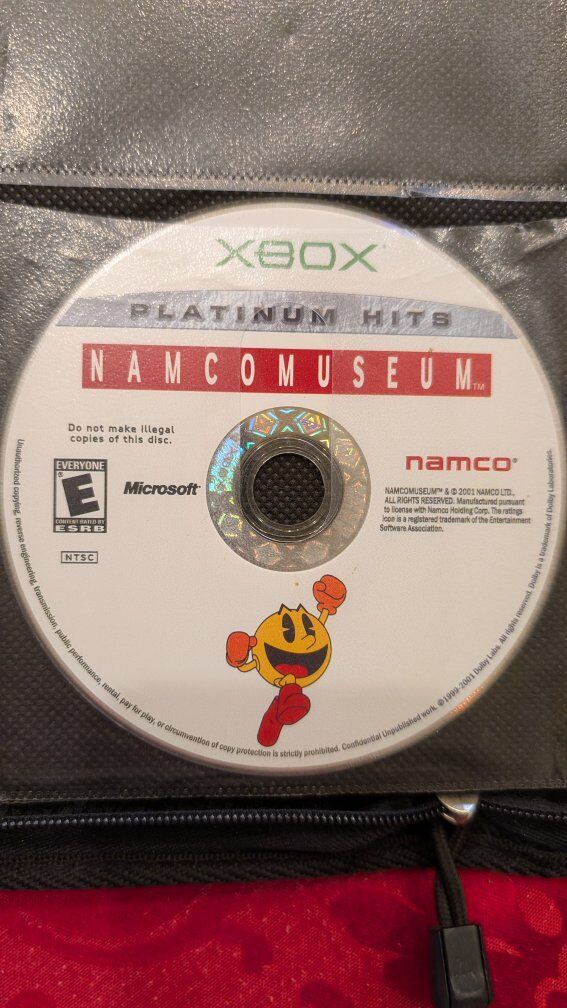 XBOX
PLATINUM HITS
NAMCOMUSEUM™
Do not make illegal
copies of this disc.
EVERYONE
E
CONTENT RATED BY
ESRB
Microsoft®
NTSC
namco®
NAMCOMUSEUM™ & © 2001 NAMCO LTD.,
ALL RIGHTS RESERVED. Manufactured pursuant
to license with Namco Holding Corp. The ratings
icon is a registered trademark of the Entertainment
Software Association.
Unauthorized copying, reverse engineering, transmission, public performance, rental, pay for play, or circumvention of copy protection is strictly prohibited. Confidential Unpublished work. ©1999-2001 Dolby Labs. All rights reserved. Dolby is a trademark of Dolby Laboratories.